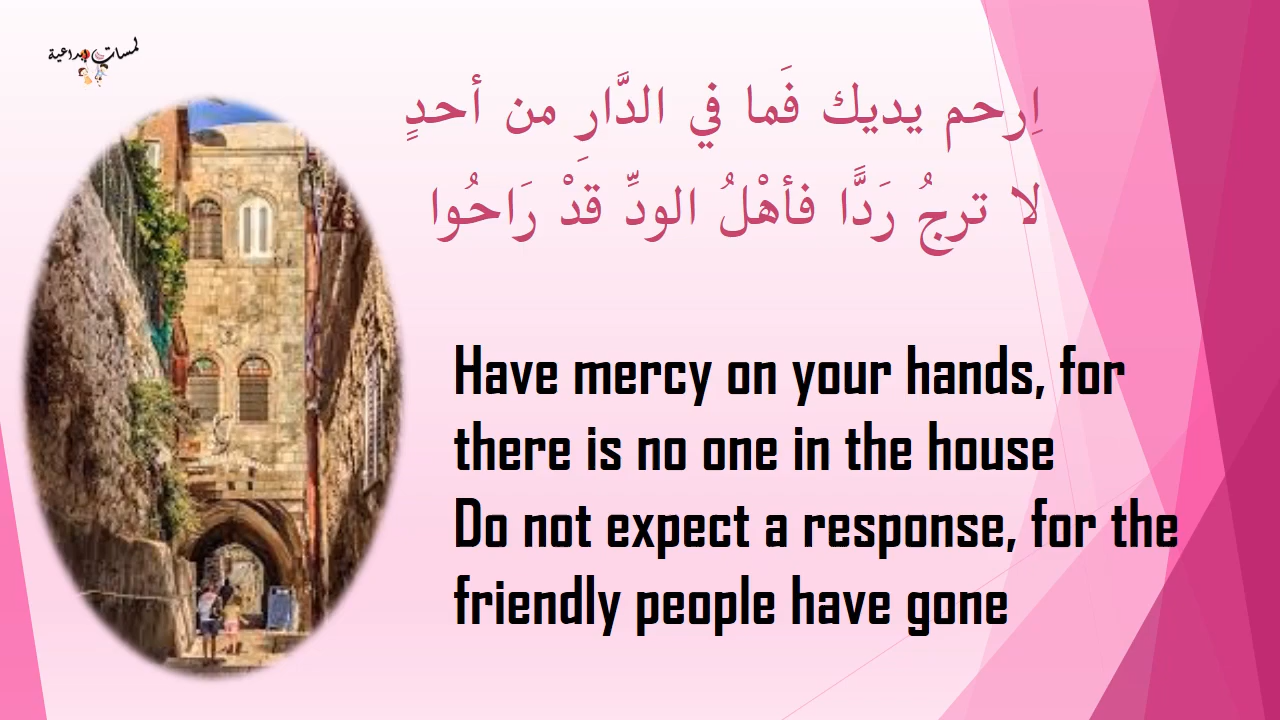 لمسات إبداعية
اِرحم يديك فَما في الدَّارِ من أحدٍ
لا ترجُ رَدًّا فأهْلُ الودِّ قَدْ رَاحُوا
Have mercy on your hands, for
there is no one in the house
Do not expect a response, for the
friendly people have gone